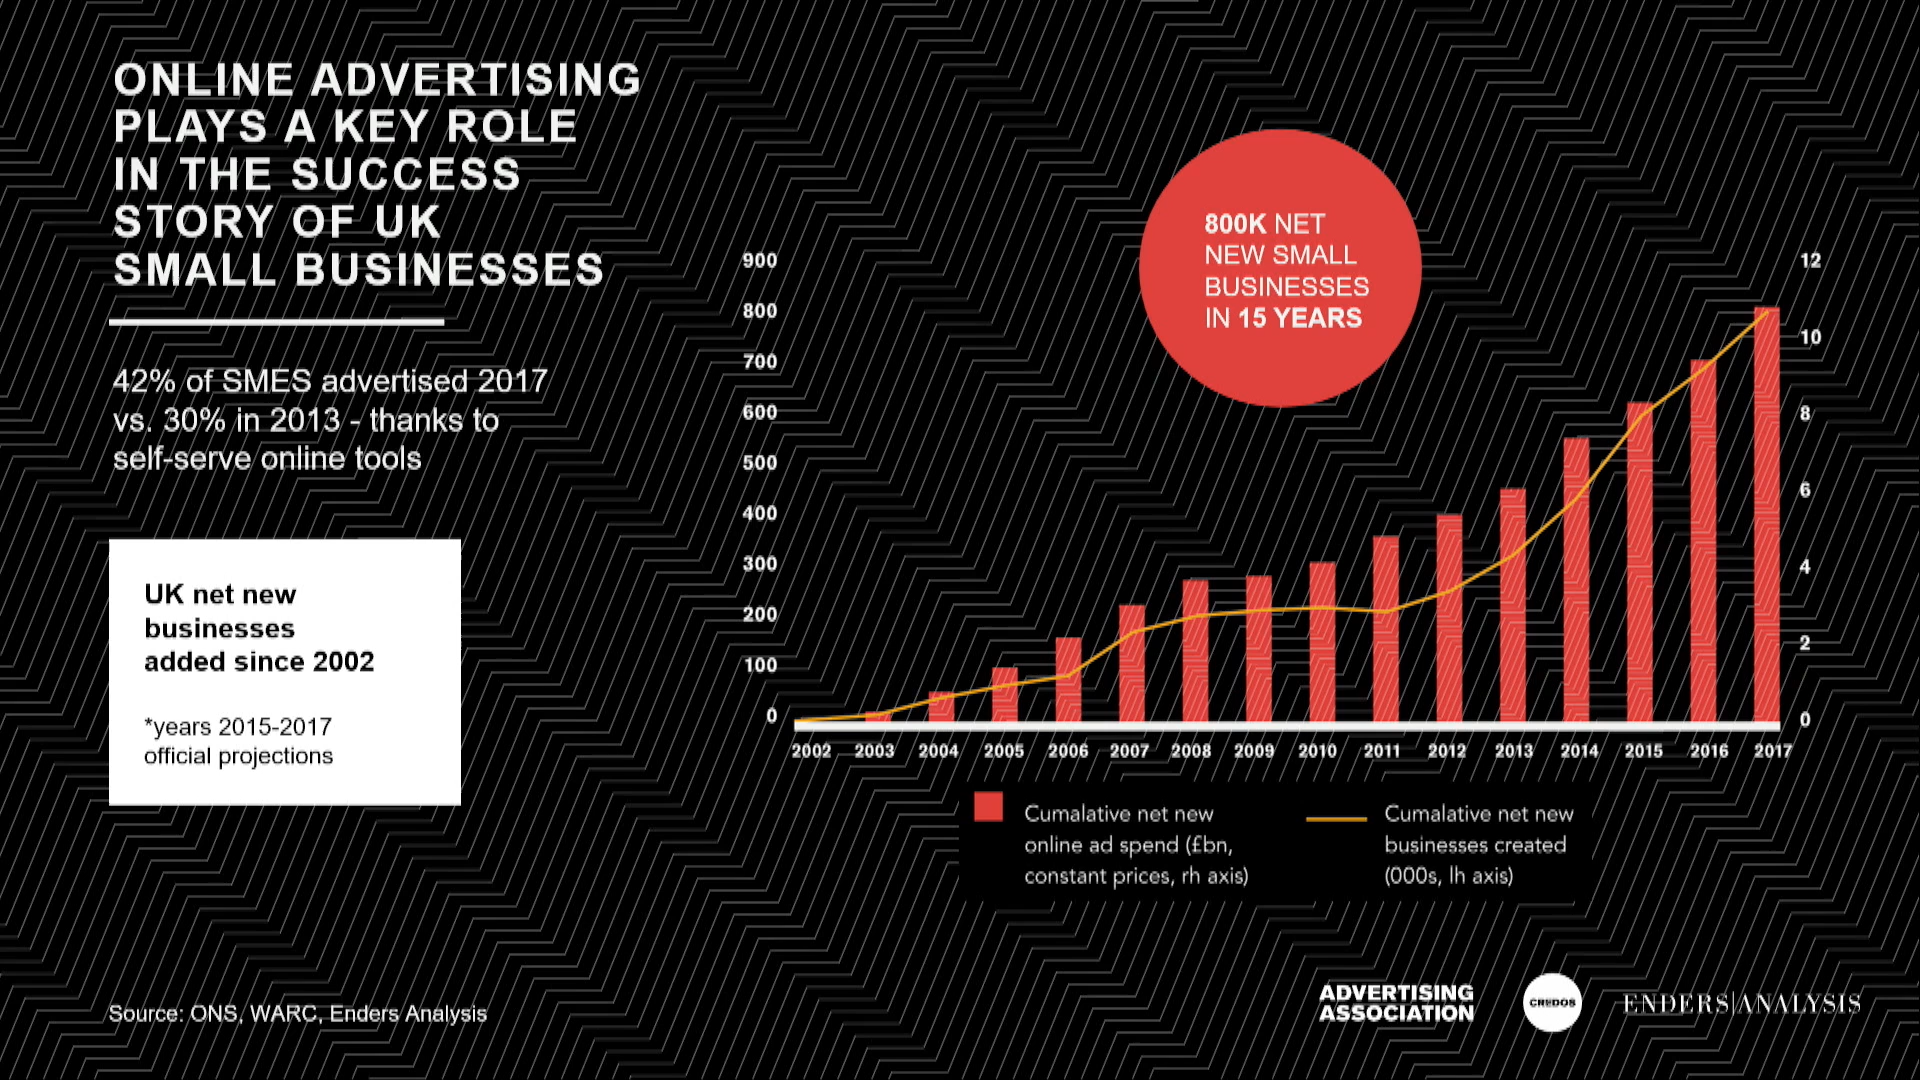 ONLINE ADVERTISING
PLAYS A KEY ROLE
IN THE SUCCESS
STORY OF UK
SMALL BUSINESSES
42% of SMES advertised 2017
vs. 30% in 2013 - thanks to
self-serve online tools
UK net new
businesses
added since 2002
*years 2015-2017
official projections
800K NET
NEW SMALL
BUSINESSES
IN 15 YEARS
900
800
700
600
500
400
300
200
100
0
12
10
8
6
4
2
0
2002 2003 2004 2005 2006 2007 2008 2009 2010 2011 2012 2013 2014 2015 2016 2017
Cumalative net new
online ad spend (£bn,
constant prices, rh axis)
Cumalative net new
businesses created
(000s, lh axis)
Source: ONS, WARC, Enders Analysis
ADVERTISING
ASSOCIATION
CREDOS
ENDERS|ANALYSIS